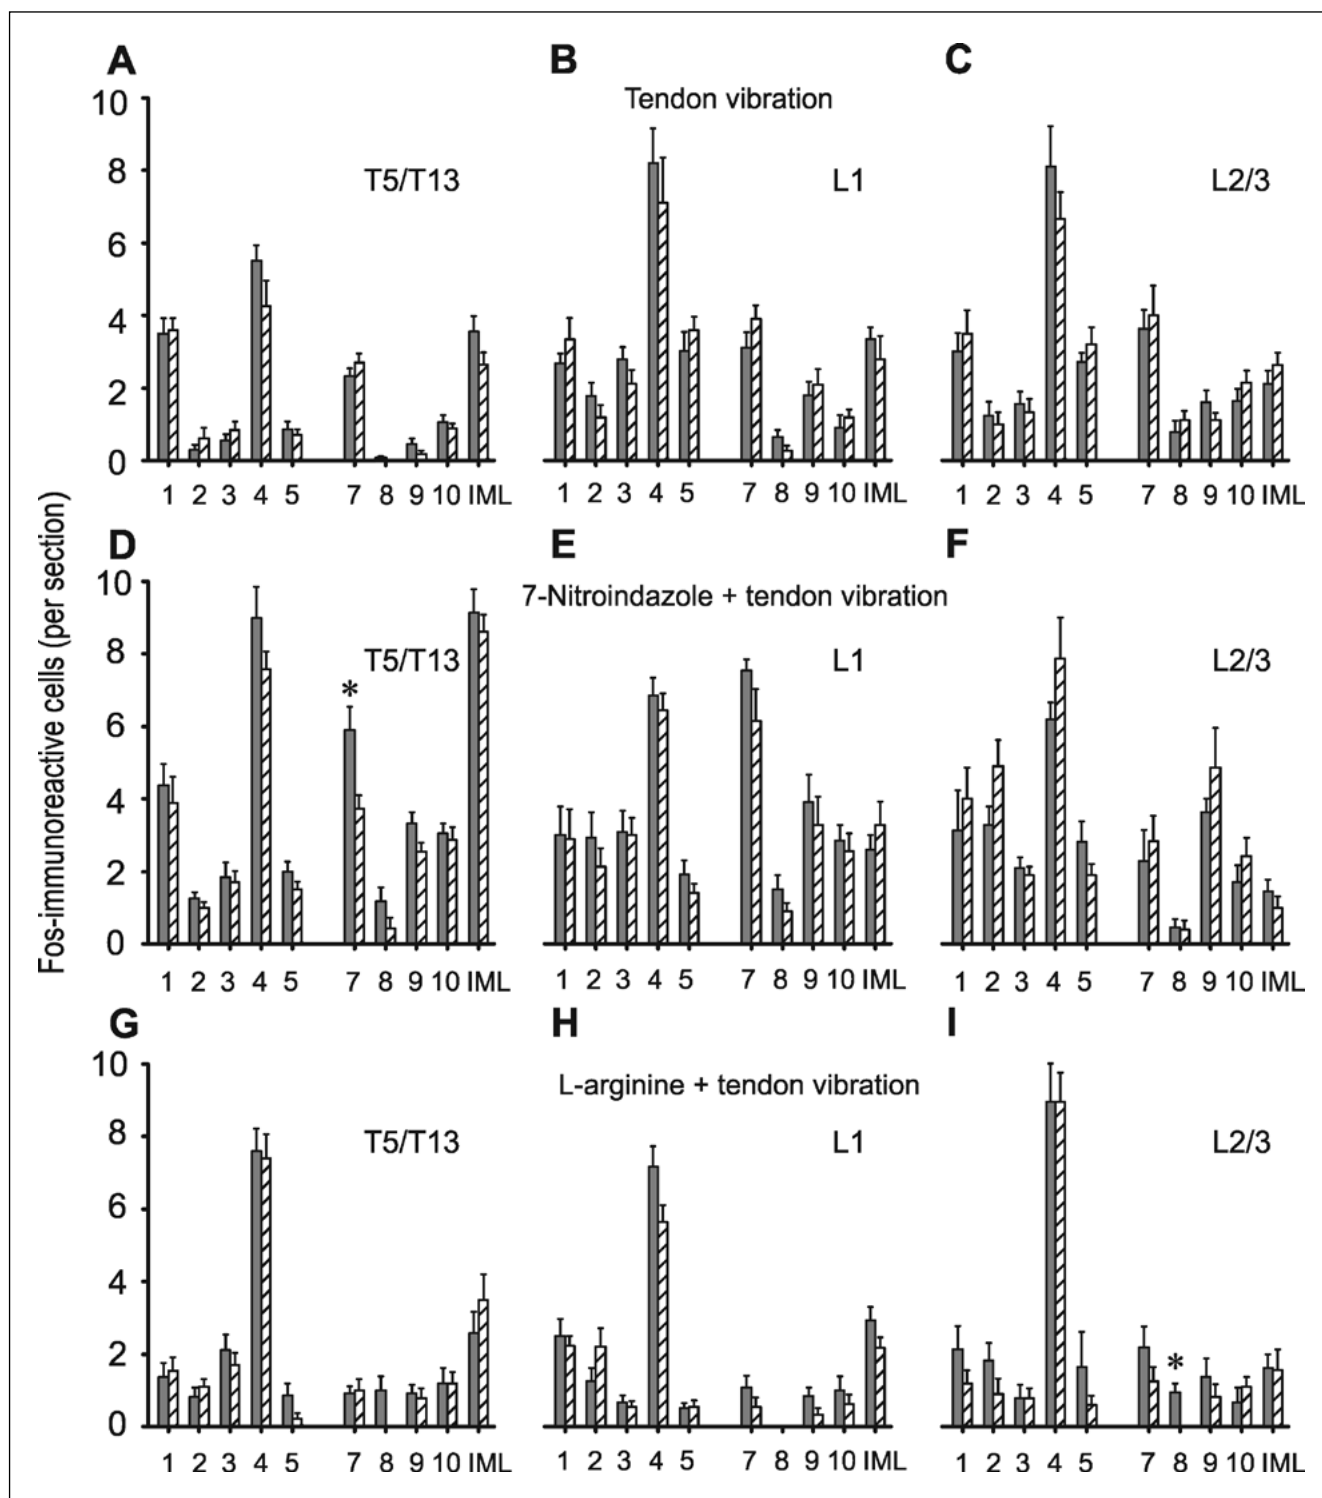 A B C
Tendon vibration
T5/T13 L1 L2/3
10
8
6
4
2
0
1 2 3 4 5 7 8 9 10 IML
1 2 3 4 5 7 8 9 10 IML
1 2 3 4 5 7 8 9 10 IML
Fos-immunoreactive cells (per section)
D E F
7-Nitroindazole + tendon vibration
T5/T13 L1 L2/3
*
10
8
6
4
2
0
1 2 3 4 5 7 8 9 10 IML
1 2 3 4 5 7 8 9 10 IML
1 2 3 4 5 7 8 9 10 IML
G H I
L-arginine + tendon vibration
T5/T13 L1 L2/3
*
10
8
6
4
2
0
1 2 3 4 5 7 8 9 10 IML
1 2 3 4 5 7 8 9 10 IML
1 2 3 4 5 7 8 9 10 IML